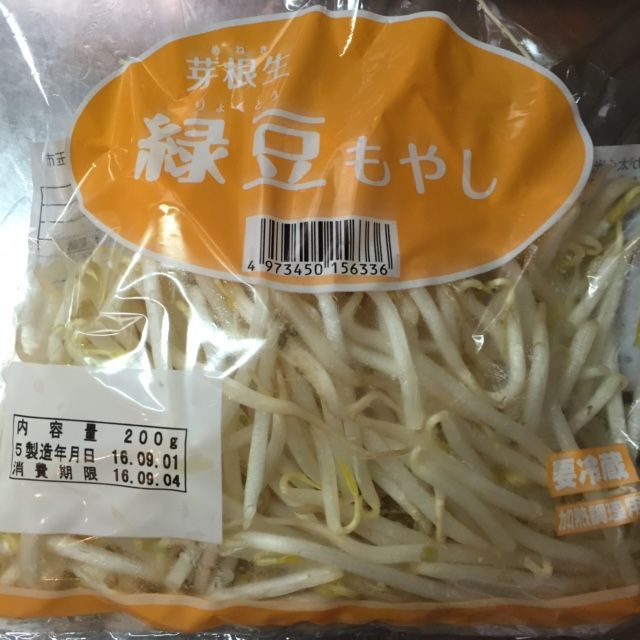 めねき
芽根生
りょくとう
緑豆もやし
4 973450 156336
内容量 200g
5 製造年月日 16.09.01
消費期限 16.09.04
要冷蔵
加熱調理用